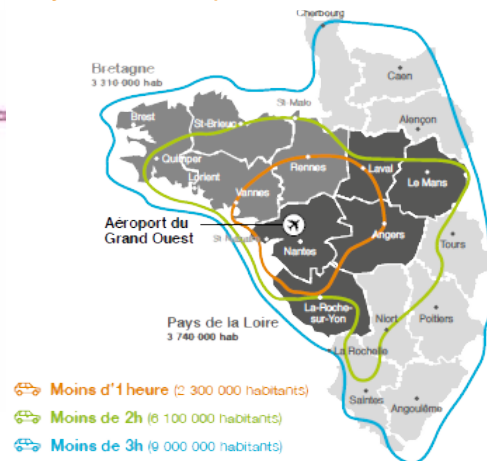 Cherbourg
Bretagne
3 310 000 hab
Caen
St-Malo
Brest
St-Brieuc
Alençon
Quimper
Rennes
Laval
Lorient
Le Mans
Vannes
Aéroport du
Grand Ouest
St-Nazaire
Nantes
Angers
Tours
La-Roche-
sur-Yon
Niort
Poitiers
Pays de la Loire
3 740 000 hab
La Rochelle
Saintes
Angoulême
Moins d'1 heure (2 300 000 habitants)
Moins de 2h (6 100 000 habitants)
Moins de 3h (9 000 000 habitants)